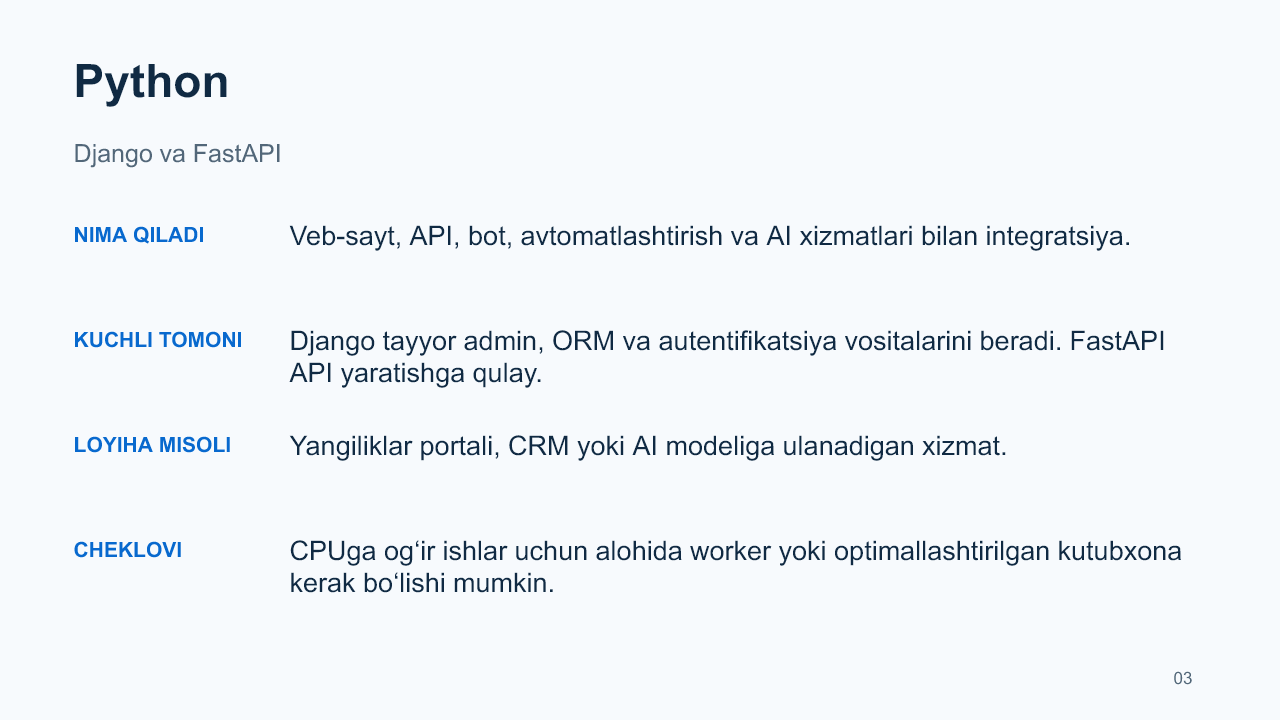 Python
Django va FastAPI
NIMA QILADI
Veb-sayt, API, bot, avtomatlashtirish va AI xizmatlari bilan integratsiya.
KUCHLI TOMONI
Django tayyor admin, ORM va autentifikatsiya vositalarini beradi. FastAPI
API yaratishga qulay.
LOYIHA MISOLI
Yangiliklar portali, CRM yoki AI modeliga ulanadigan xizmat.
CHEKLOVI
CPUga og‘ir ishlar uchun alohida worker yoki optimallashtirilgan kutubxona
kerak bo‘lishi mumkin.
03